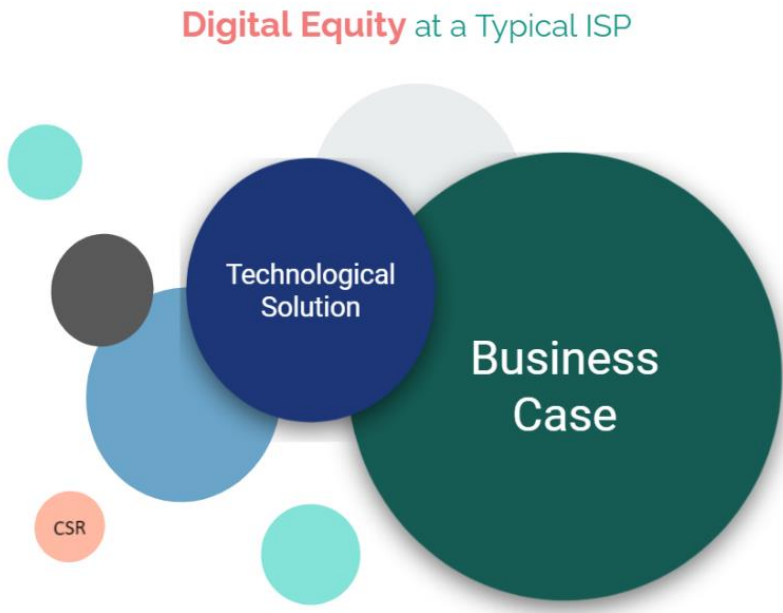 Digital Equity at a Typical ISP
Technological
Solution
Business
Case
CSR